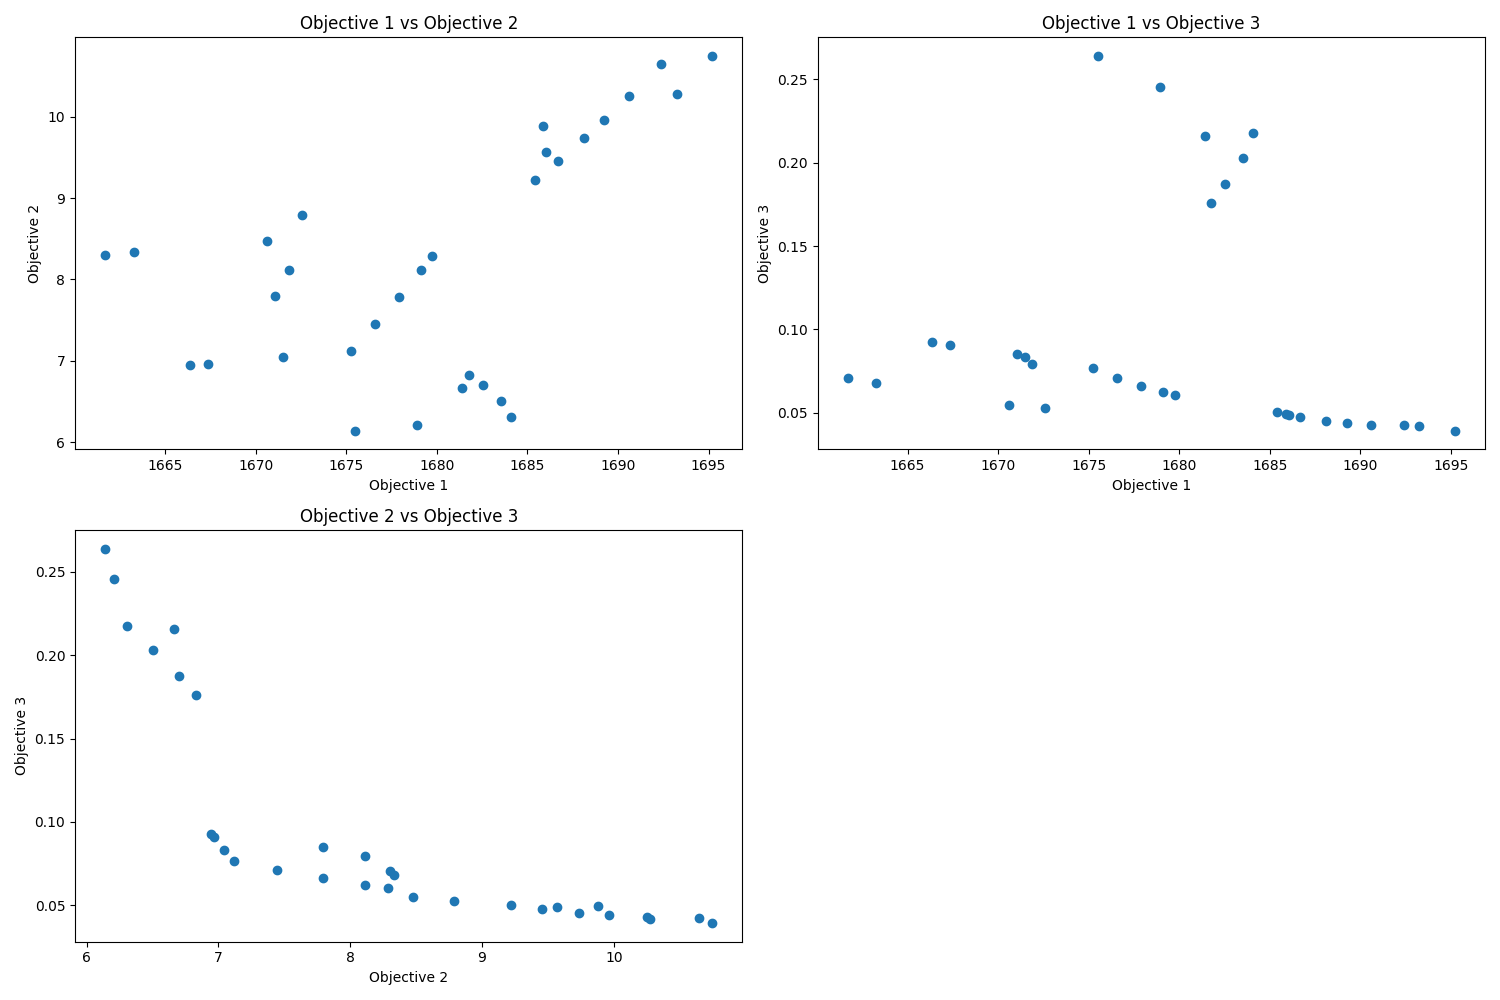 Objective 1 vs Objective 2
Objective 2
10
9
8
7
6
1665 1670 1675 1680 1685 1690 1695
Objective 1
Objective 1 vs Objective 3
Objective 3
0.25
0.20
0.15
0.10
0.05
1665 1670 1675 1680 1685 1690 1695
Objective 1
Objective 2 vs Objective 3
Objective 3
0.25
0.20
0.15
0.10
0.05
6 7 8 9 10
Objective 2